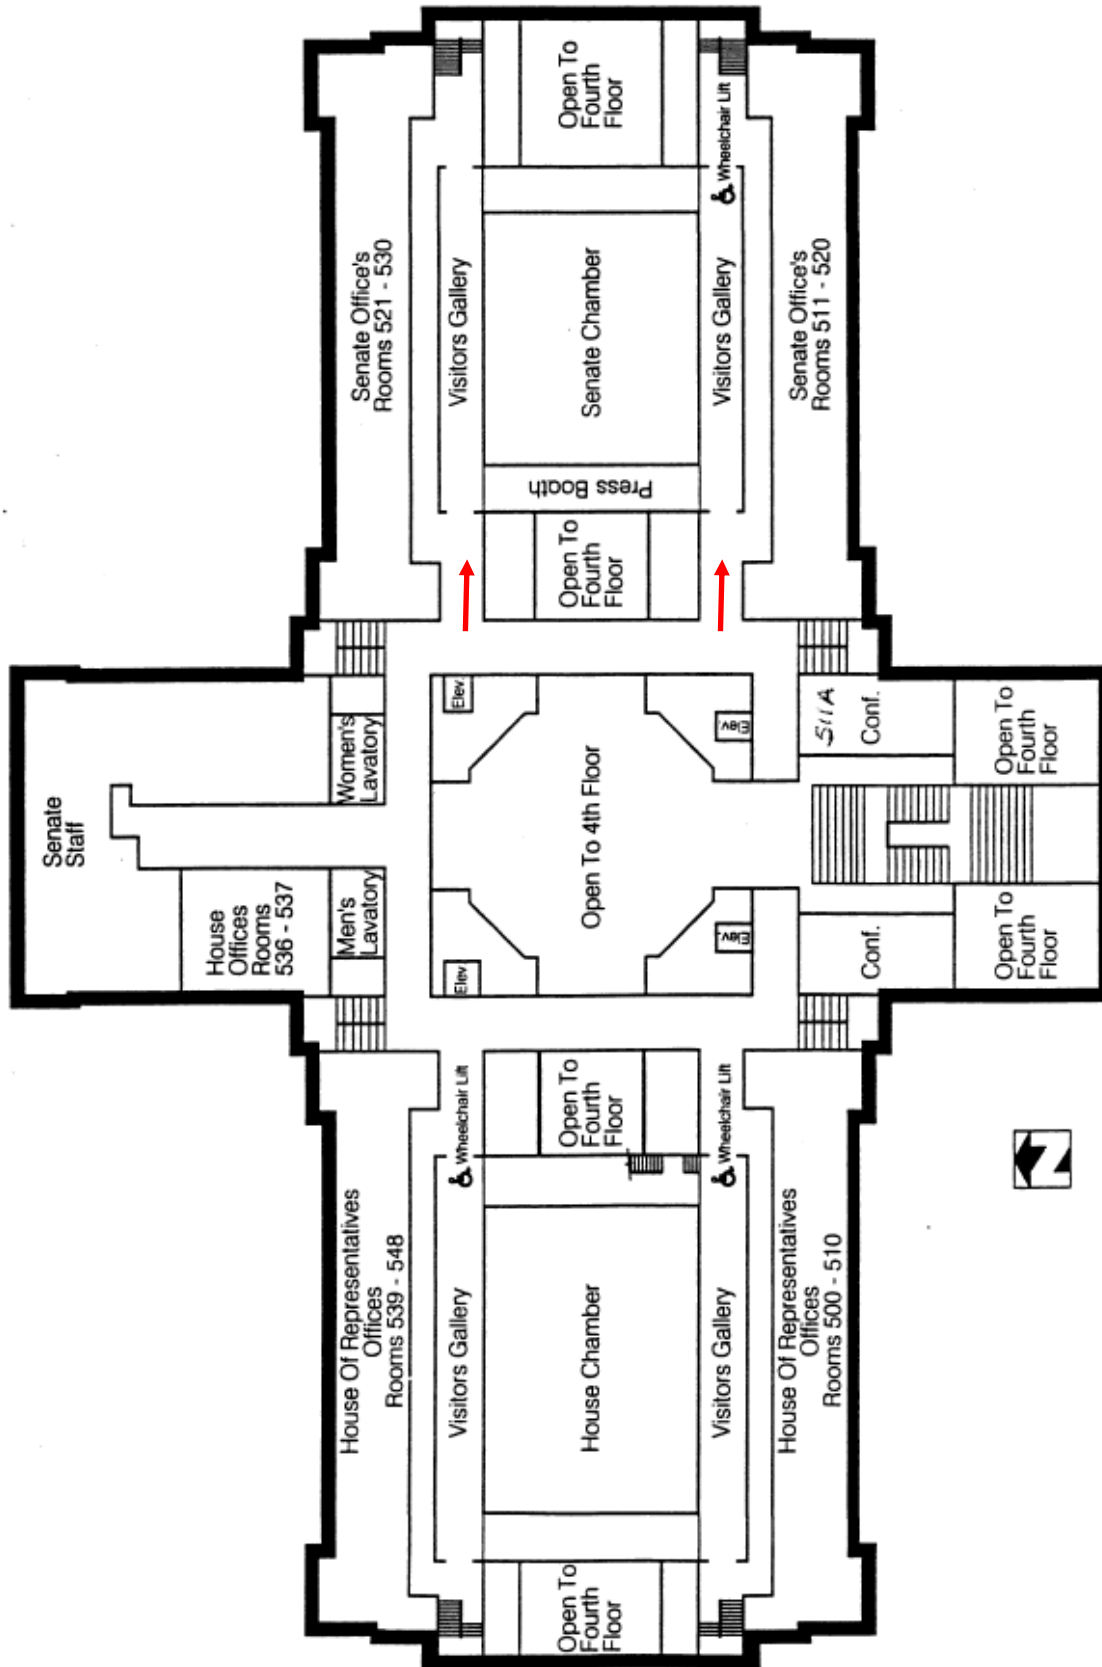 Open To
Fourth
Floor
Wheelchair Lift
Senate Office's
Rooms 521 - 530
Visitors Gallery
Senate Chamber
Visitors Gallery
Senate Office's
Rooms 511 - 520
Press Booth
Open To
Fourth
Floor
Senate
Staff
Women's
Lavatory
Elev.
Elev.
511A
Conf.
Open To
Fourth
Floor
Open To 4th Floor
House
Offices
Rooms
536 - 537
Men's
Lavatory
Elev.
Elev.
Conf.
Open To
Fourth
Floor
Wheelchair Lift
Open To
Fourth
Floor
Wheelchair Lift
N
House Of Representatives
Offices
Rooms 539 - 548
Visitors Gallery
House Chamber
Visitors Gallery
House Of Representatives
Offices
Rooms 500 - 510
Open To
Fourth
Floor